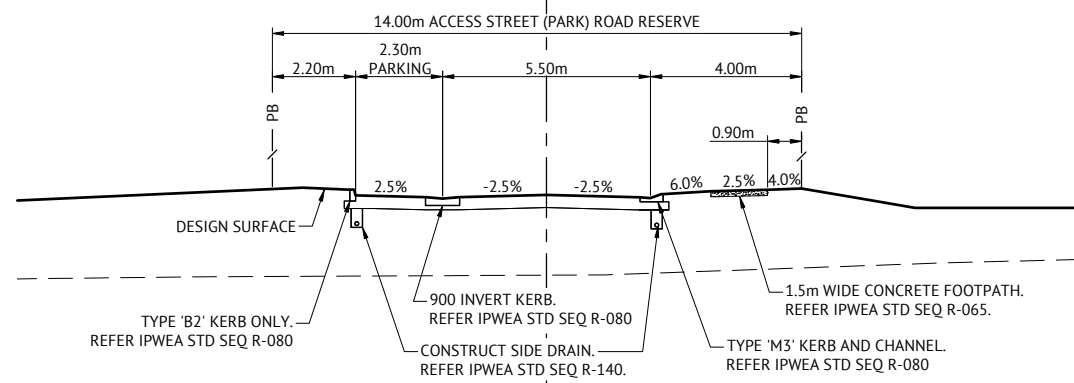 14.00m ACCESS STREET (PARK) ROAD RESERVE
2.30m
2.20m
PARKING
5.50m
4.00m
PB
PB
0.90m
2.5%
-2.5%
-2.5%
6.0%
2.5%
4.0%
DESIGN SURFACE
900 INVERT KERB.
REFER IPWEA STD SEQ R-080
1.5m WIDE CONCRETE FOOTPATH.
REFER IPWEA STD SEQ R-065.
TYPE 'B2' KERB ONLY.
REFER IPWEA STD SEQ R-080
CONSTRUCT SIDE DRAIN.
REFER IPWEA STD SEQ R-140.
TYPE 'M3' KERB AND CHANNEL.
REFER IPWEA STD SEQ R-080